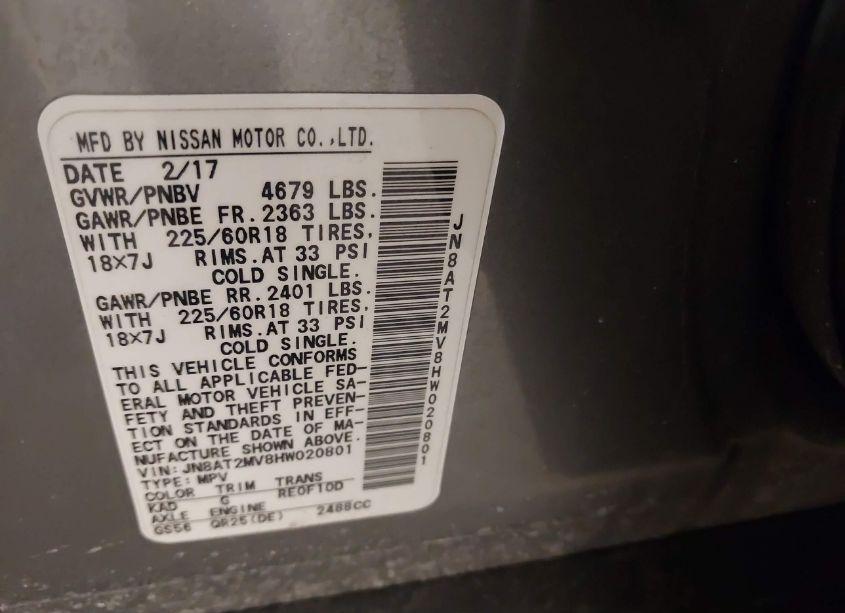 MFD BY NISSAN MOTOR CO.,LTD.
DATE 2/17
GVWR/PNBV 4679 LBS.
GAWR/PNBE FR.2363 LBS.
WITH 225/60R18 TIRES,
18×7J RIMS.AT 33 PSI
COLD SINGLE.
GAWR/PNBE RR.2401 LBS.
WITH 225/60R18 TIRES,
18×7J RIMS.AT 33 PSI
COLD SINGLE.
THIS VEHICLE CONFORMS
TO ALL APPLICABLE FED-
ERAL MOTOR VEHICLE SA-
FETY AND THEFT PREVEN-
TION STANDARDS IN EFF-
ECT ON THE DATE OF MA-
NUFACTURE SHOWN ABOVE.
VIN:JN8AT2MV8HW020801
TYPE:MPV
COLOR TRIM TRANS
KAD G RE0F10D
AXLE ENGINE
GS56 QR25(DE) 2488CC
JN8AT2MV8HW020801